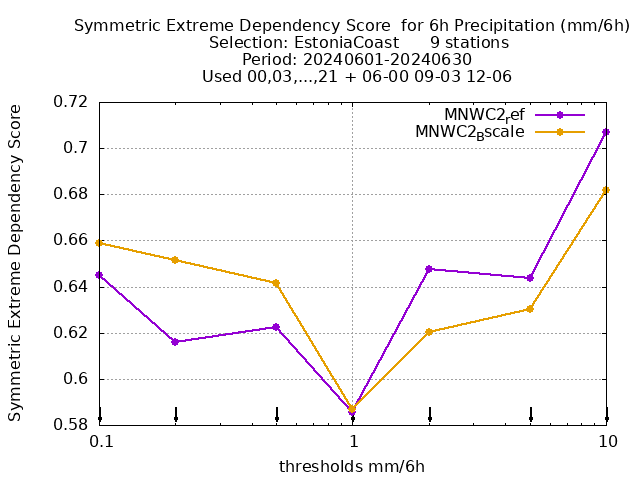 Symmetric Extreme Dependency Score  for 6h Precipitation (mm/6h)
Selection: EstoniaCoast      9 stations
Period: 20240601-20240630
Used 00,03,...,21 + 06-00 09-03 12-06
MNWC2ref
MNWC2Bscale
Symmetric Extreme Dependency Score
0.72
0.7
0.68
0.66
0.64
0.62
0.6
0.58
0.1
1
10
thresholds mm/6h